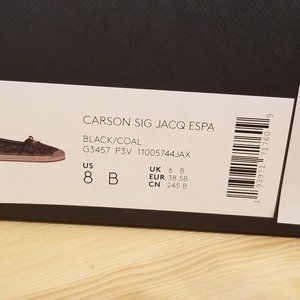 CARSON SIG JACQ ESPA
BLACK/COAL
G3457 P3V 11005744JAX
US
8 B
UK 6 B
EUR 38.5B
CN 245 B